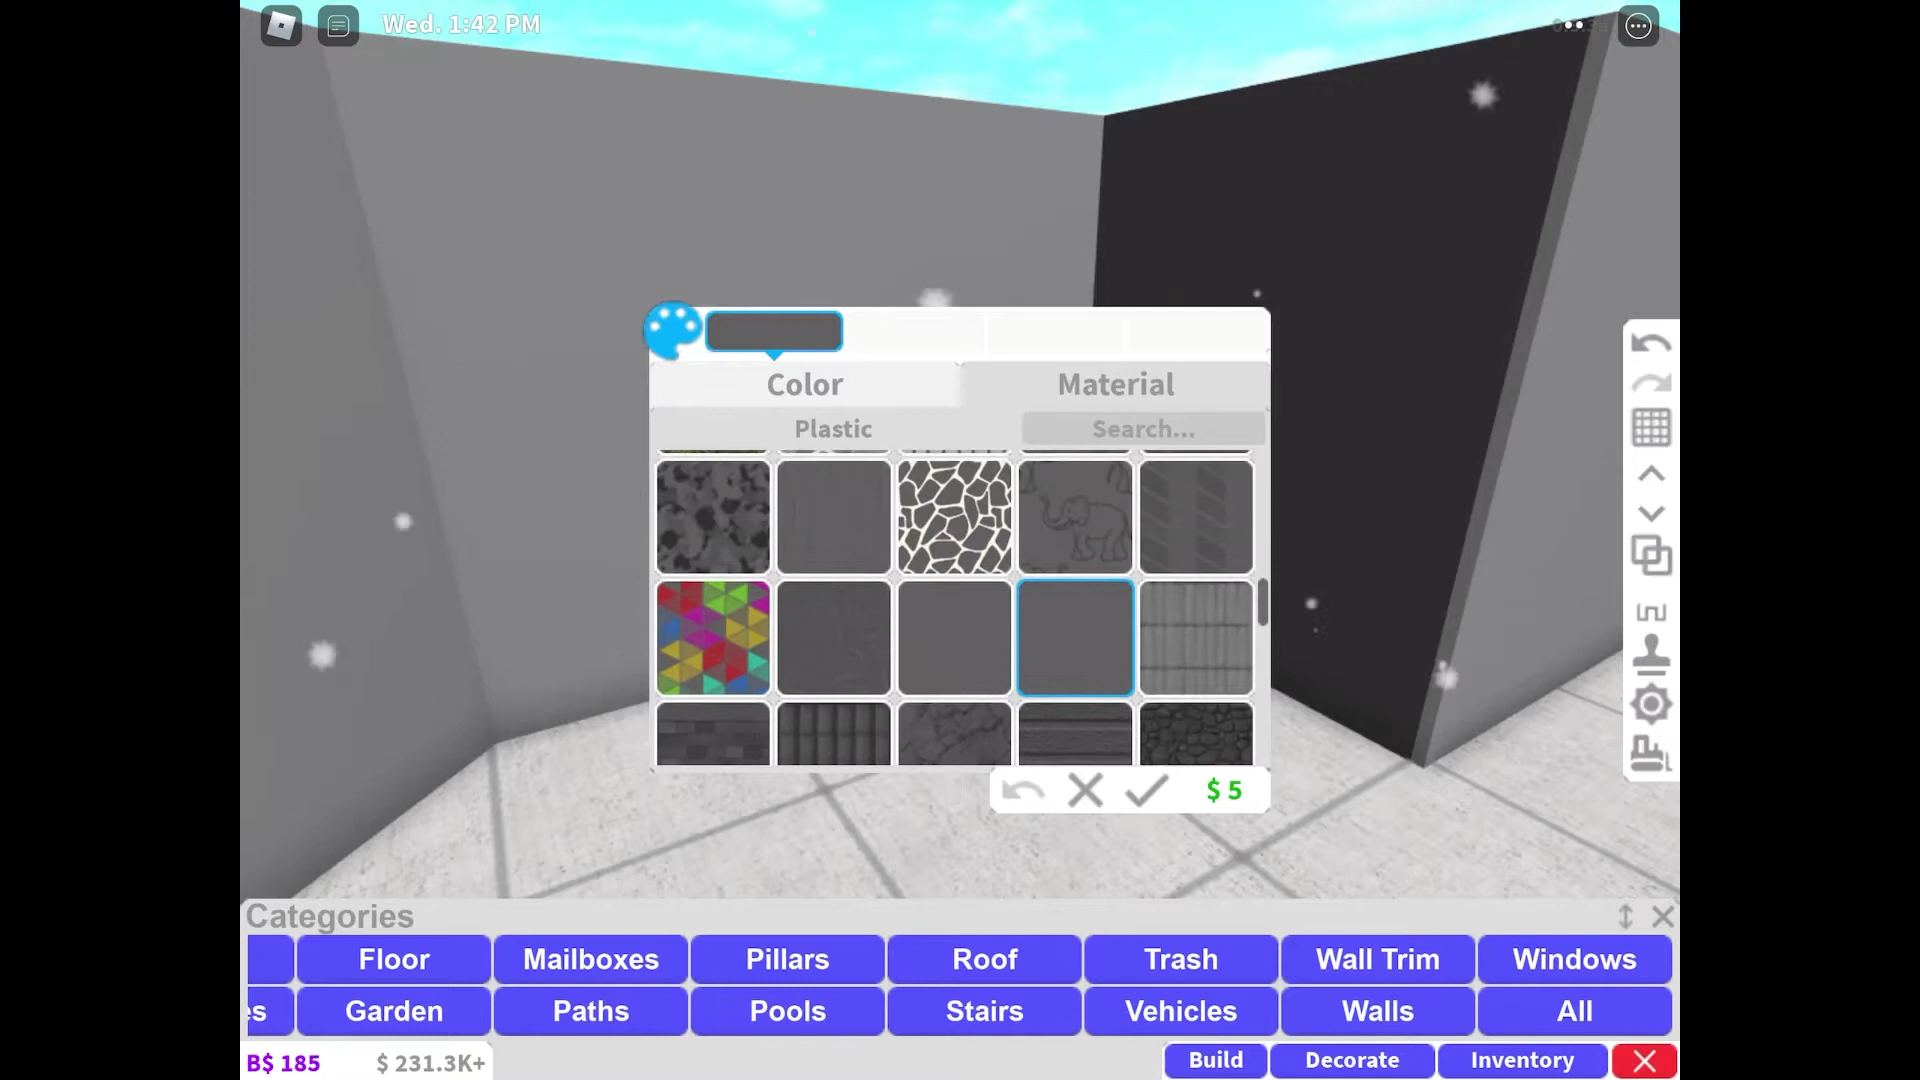 Wed. 1:42 PM
Color
Material
Plastic
Search...
$ 5
Categories
Floor
Mailboxes
Pillars
Roof
Trash
Wall Trim
Windows
es
Garden
Paths
Pools
Stairs
Vehicles
Walls
All
B$ 185
$ 231.3K+
Build
Decorate
Inventory